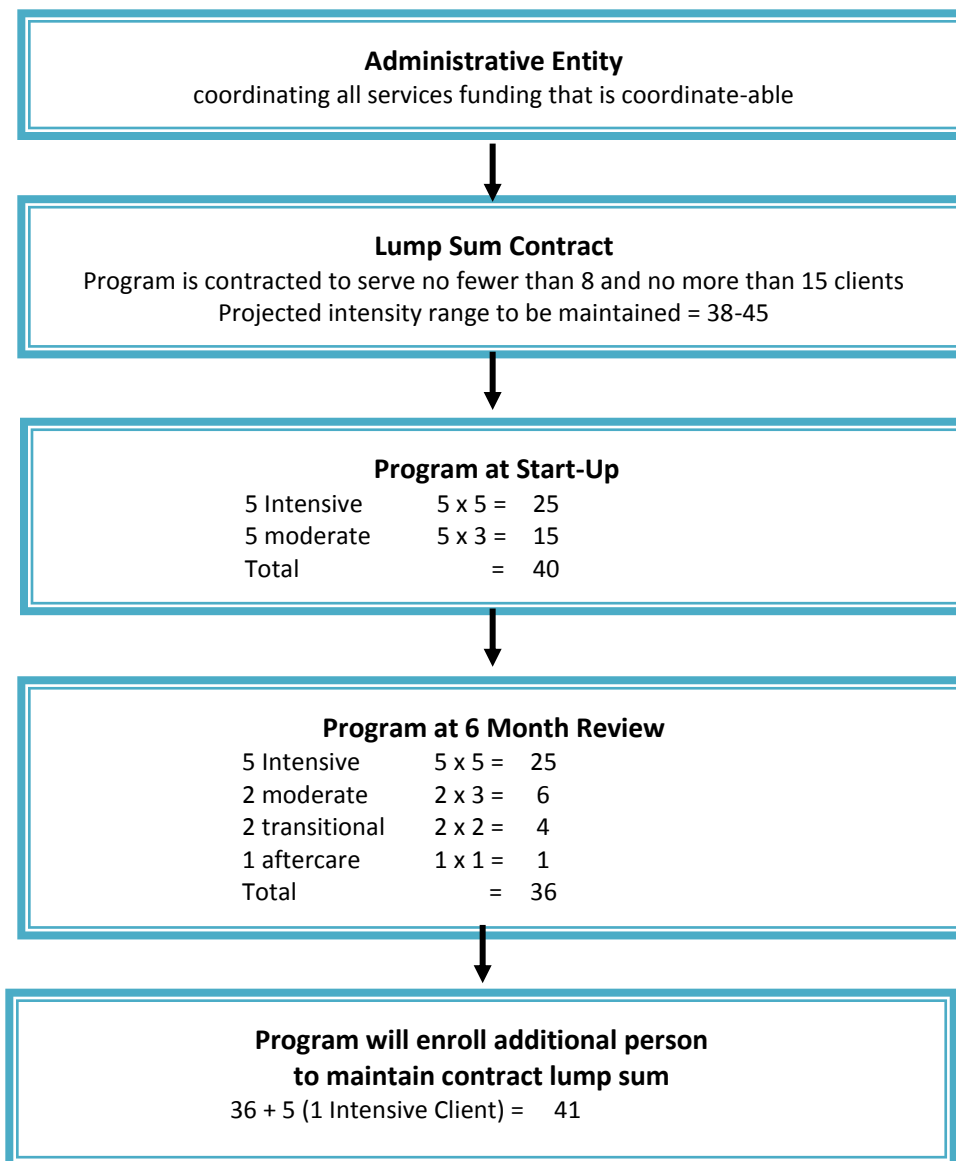 Administrative Entity
coordinating all services funding that is coordinate-able
Lump Sum Contract
Program is contracted to serve no fewer than 8 and no more than 15 clients
Projected intensity range to be maintained = 38-45
Program at Start-Up
5 Intensive 5 x 5 = 25
5 moderate 5 x 3 = 15
Total = 40
Program at 6 Month Review
5 Intensive 5 x 5 = 25
2 moderate 2 x 3 = 6
2 transitional 2 x 2 = 4
1 aftercare 1 x 1 = 1
Total = 36
Program will enroll additional person
to maintain contract lump sum
36 + 5 (1 Intensive Client) = 41